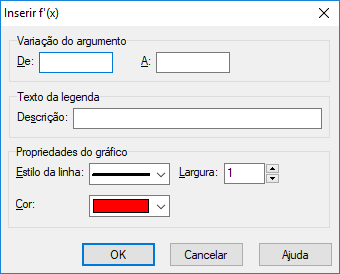 Inserir f'(x)
Variação do argumento
De: A:
Texto da legenda
Descrição:
Propriedades do gráfico
Estilo da linha: Largura: 1
Cor:
OK Cancelar Ajuda